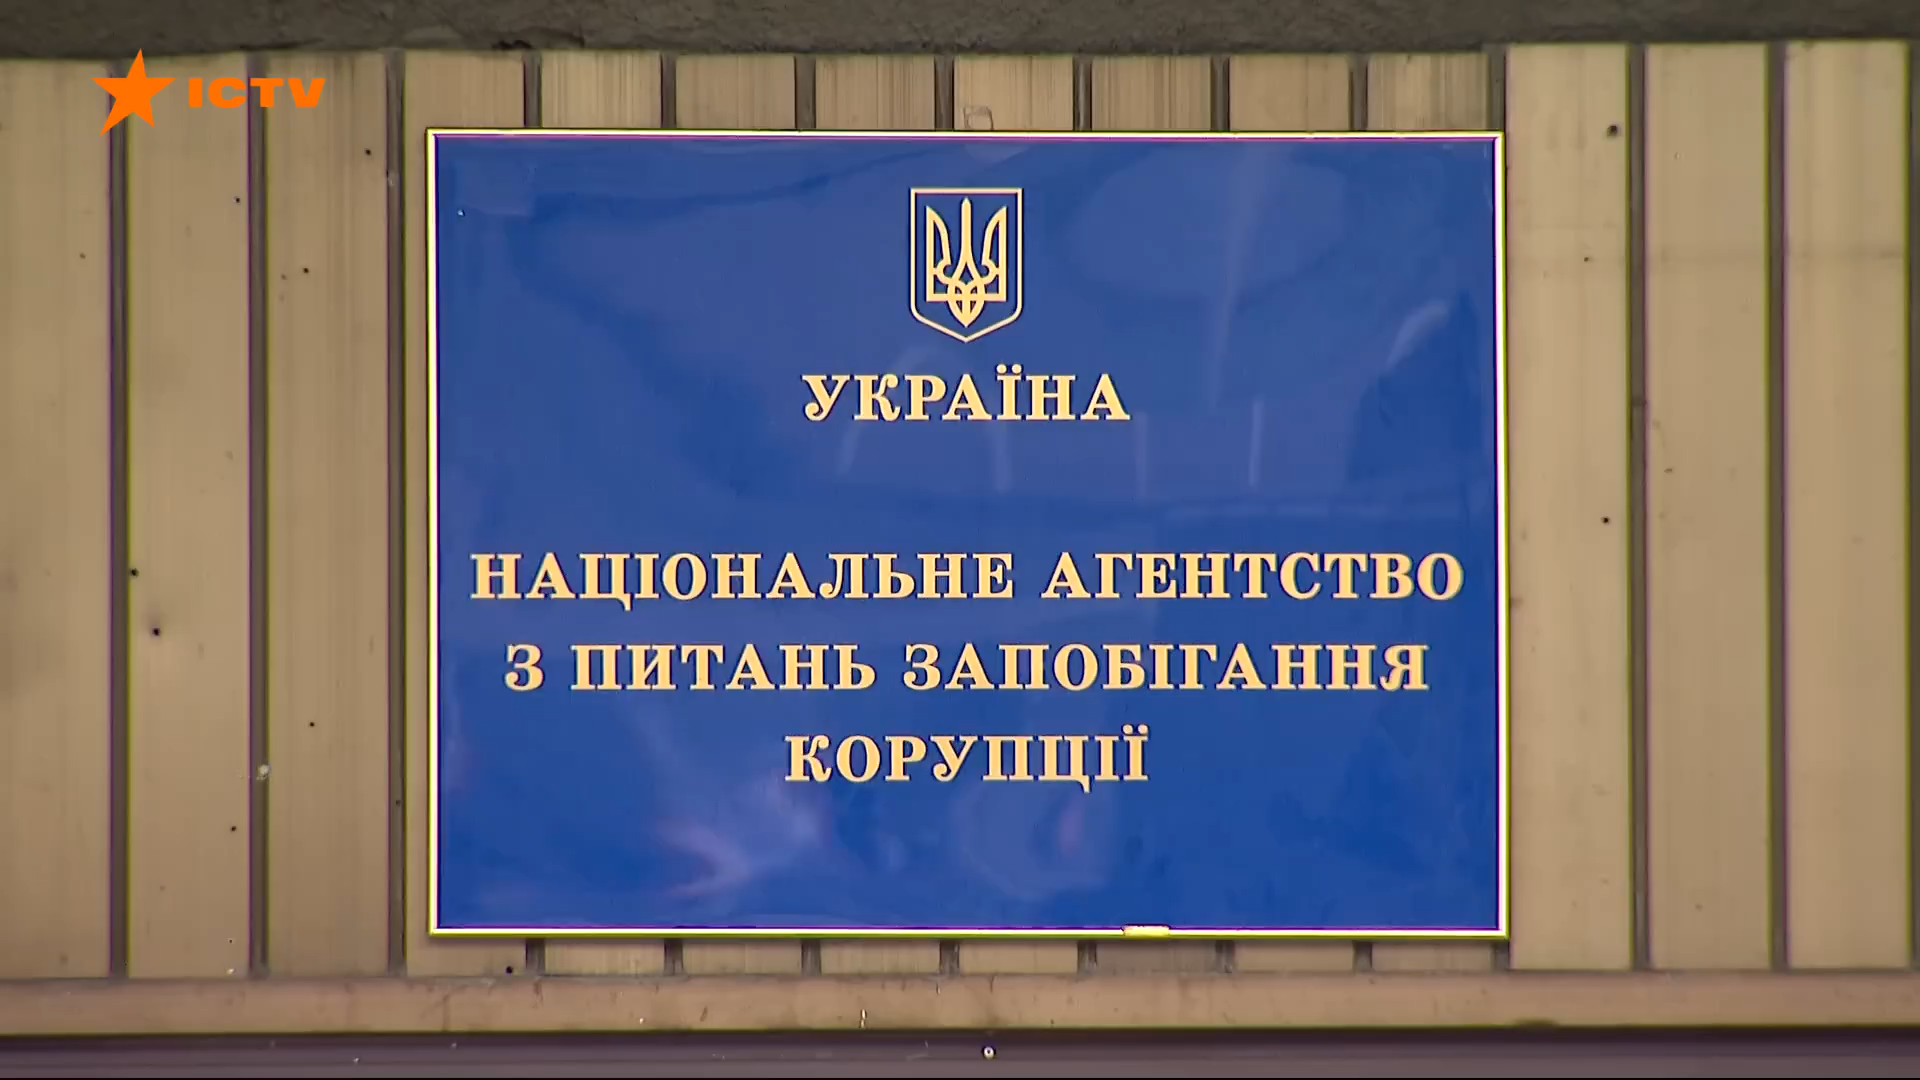 ICTV
УКРАЇНА
НАЦІОНАЛЬНЕ АГЕНТСТВО
З ПИТАНЬ ЗАПОБІГАННЯ
КОРУПЦІЇ